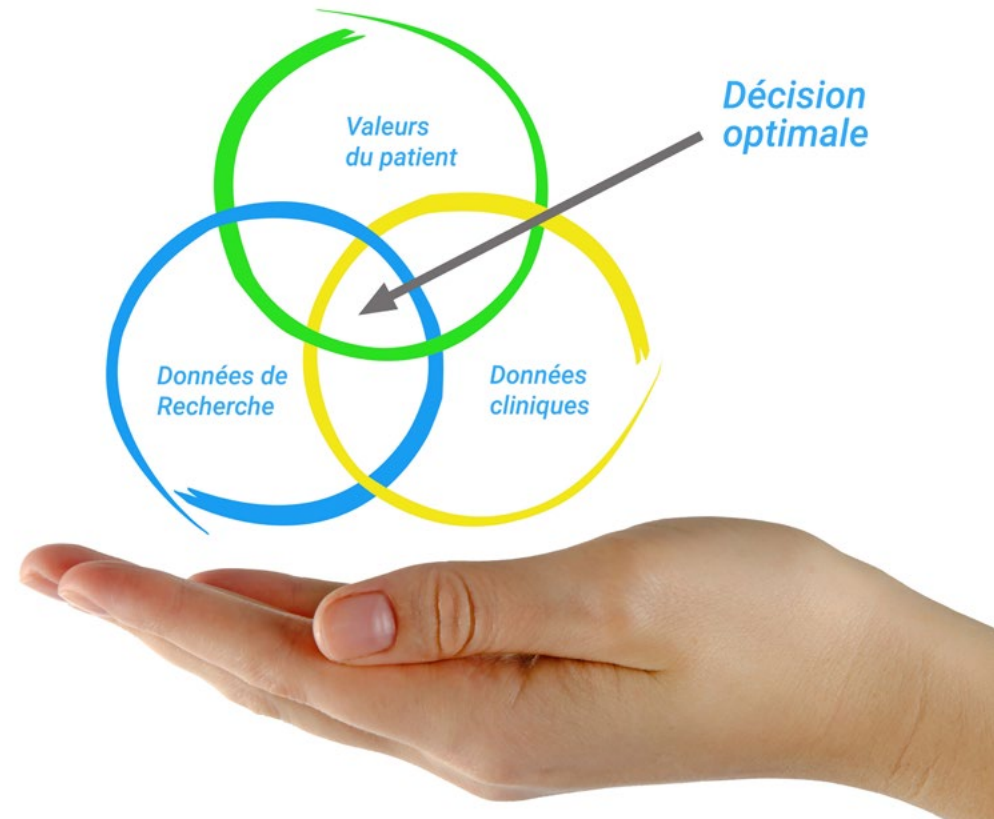 Décision
optimale
Valeurs
du patient
Données de
Recherche
Données
cliniques